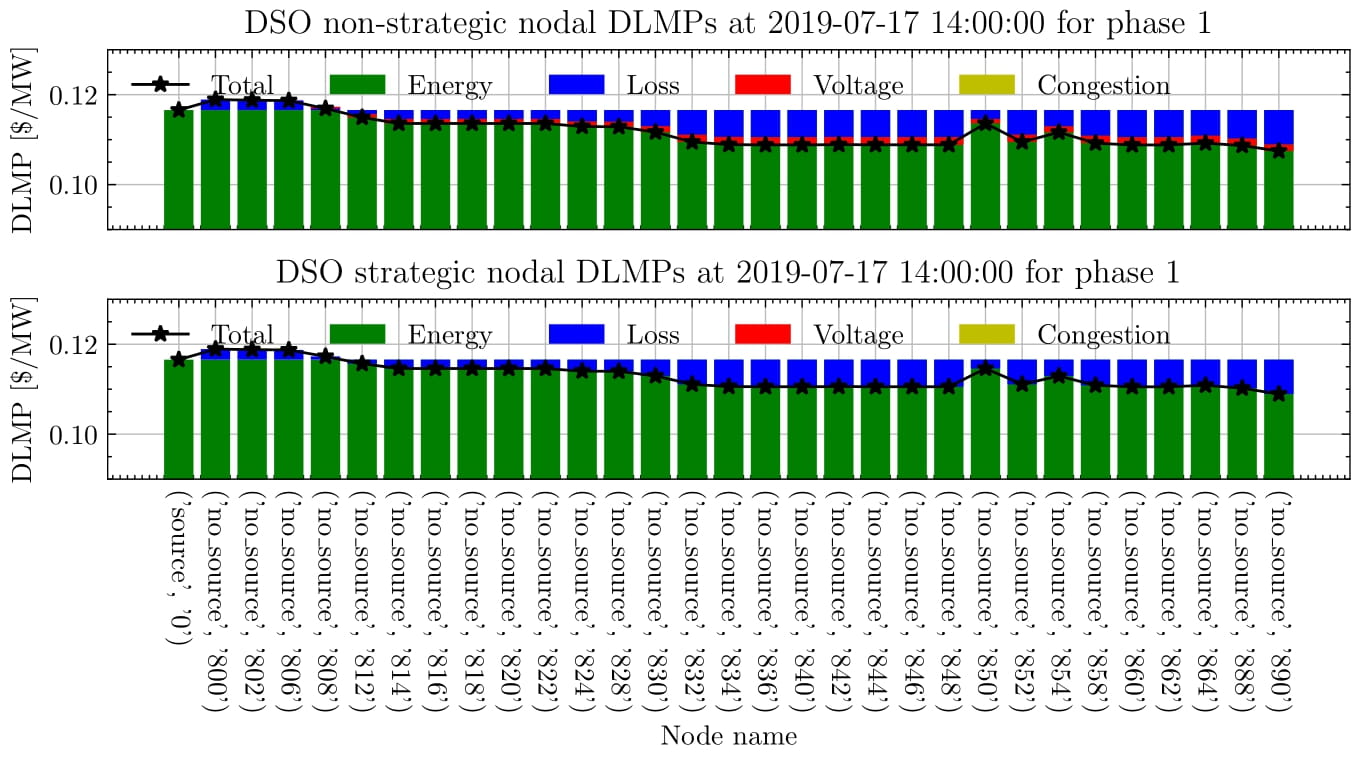 DSO non-strategic nodal DLMPs at 2019-07-17 14:00:00 for phase 1
DLMP [$/MW]
0.12
0.10
Total Energy Loss Voltage Congestion
DSO strategic nodal DLMPs at 2019-07-17 14:00:00 for phase 1
DLMP [$/MW]
0.12
0.10
Total Energy Loss Voltage Congestion
('source', '0')
('no_source', '800')
('no_source', '802')
('no_source', '806')
('no_source', '808')
('no_source', '812')
('no_source', '814')
('no_source', '816')
('no_source', '818')
('no_source', '820')
('no_source', '822')
('no_source', '824')
('no_source', '828')
('no_source', '830')
('no_source', '832')
('no_source', '834')
('no_source', '836')
('no_source', '840')
('no_source', '842')
('no_source', '844')
('no_source', '846')
('no_source', '848')
('no_source', '850')
('no_source', '852')
('no_source', '854')
('no_source', '858')
('no_source', '860')
('no_source', '862')
('no_source', '864')
('no_source', '888')
('no_source', '890')
Node name